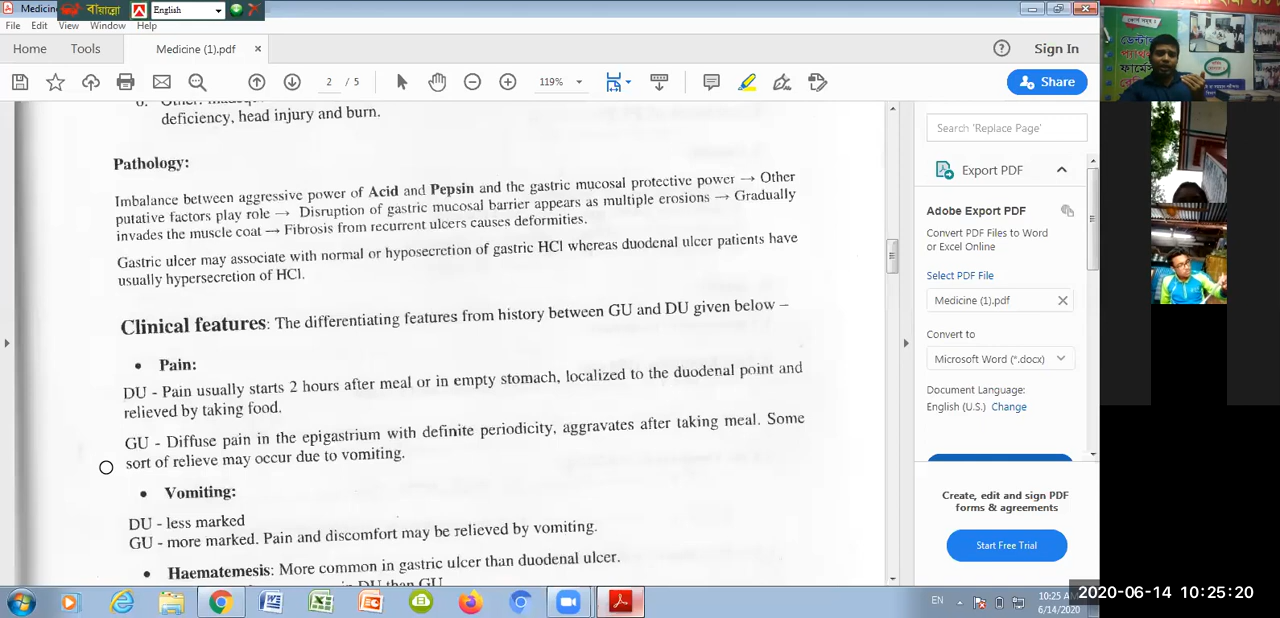 Medicin
বায়ান্নো
English
File Edit View Window Help
Home Tools Medicine (1).pdf
Sign In
2 / 5
119%
Share
deficiency, head injury and burn.
Pathology:
Imbalance between aggressive power of Acid and Pepsin and the gastric mucosal protective power → Other
putative factors play role → Disruption of gastric mucosal barrier appears as multiple erosions → Gradually
invades the muscle coat → Fibrosis from recurrent ulcers causes deformities.
Gastric ulcer may associate with normal or hyposecretion of gastric HCl whereas duodenal ulcer patients have
usually hypersecretion of HCl.
Clinical features: The differentiating features from history between GU and DU given below –
• Pain:
DU - Pain usually starts 2 hours after meal or in empty stomach, localized to the duodenal point and
relieved by taking food.
GU - Diffuse pain in the epigastrium with definite periodicity, aggravates after taking meal. Some
sort of relieve may occur due to vomiting.
• Vomiting:
DU - less marked
GU - more marked. Pain and discomfort may be relieved by vomiting.
• Haematemesis: More common in gastric ulcer than duodenal ulcer.
in DU than GU
Search 'Replace Page'
Export PDF
Adobe Export PDF
Convert PDF Files to Word
or Excel Online
Select PDF File
Medicine (1).pdf
Convert to
Microsoft Word (*.docx)
Document Language:
English (U.S.) Change
Create, edit and sign PDF
forms & agreements
Start Free Trial
EN
10:25 AM
6/14/2020
2020-06-14 10:25:20